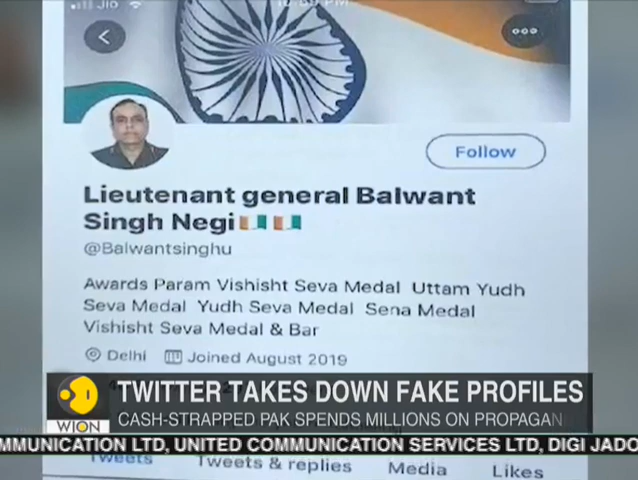 Jio
Follow
Lieutenant general Balwant
Singh Negi
@Balwantsinghu
Awards Param Vishisht Seva Medal Uttam Yudh
Seva Medal Yudh Seva Medal Sena Medal
Vishisht Seva Medal & Bar
Delhi Joined August 2019
TWITTER TAKES DOWN FAKE PROFILES
CASH-STRAPPED PAK SPENDS MILLIONS ON PROPAGAN
WION
MMUNICATION LTD, UNITED COMMUNICATION SERVICES LTD, DIGI JADO
Tweets Tweets & replies Media Likes